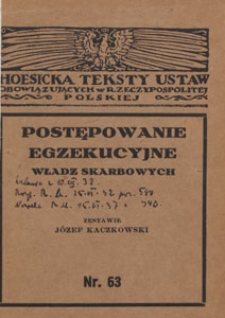 HOESICKA TEKSTY USTAW
OBOWIĄZUJĄCYCH W RZECZYPOSPOLITEJ
POLSKIEJ
POSTĘPOWANIE
EGZEKUCYJNE
WŁADZ SKARBOWYCH
ZESTAWIŁ
JÓZEF KACZKOWSKI
Nr. 63